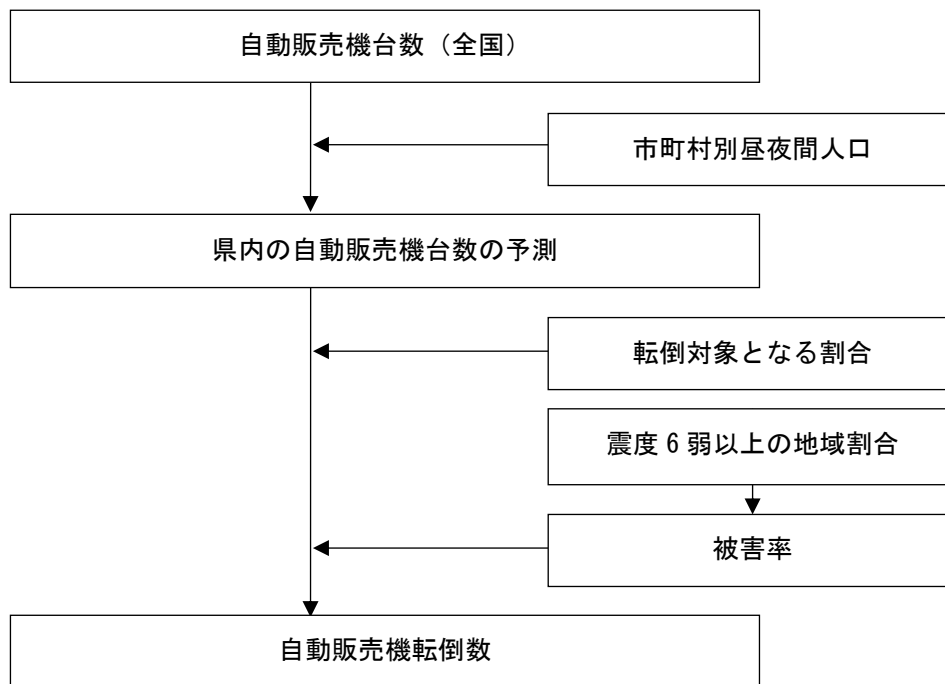 自動販売機台数（全国）
市町村別昼夜間人口
県内の自動販売機台数の予測
転倒対象となる割合
震度６弱以上の地域割合
被害率
自動販売機転倒数